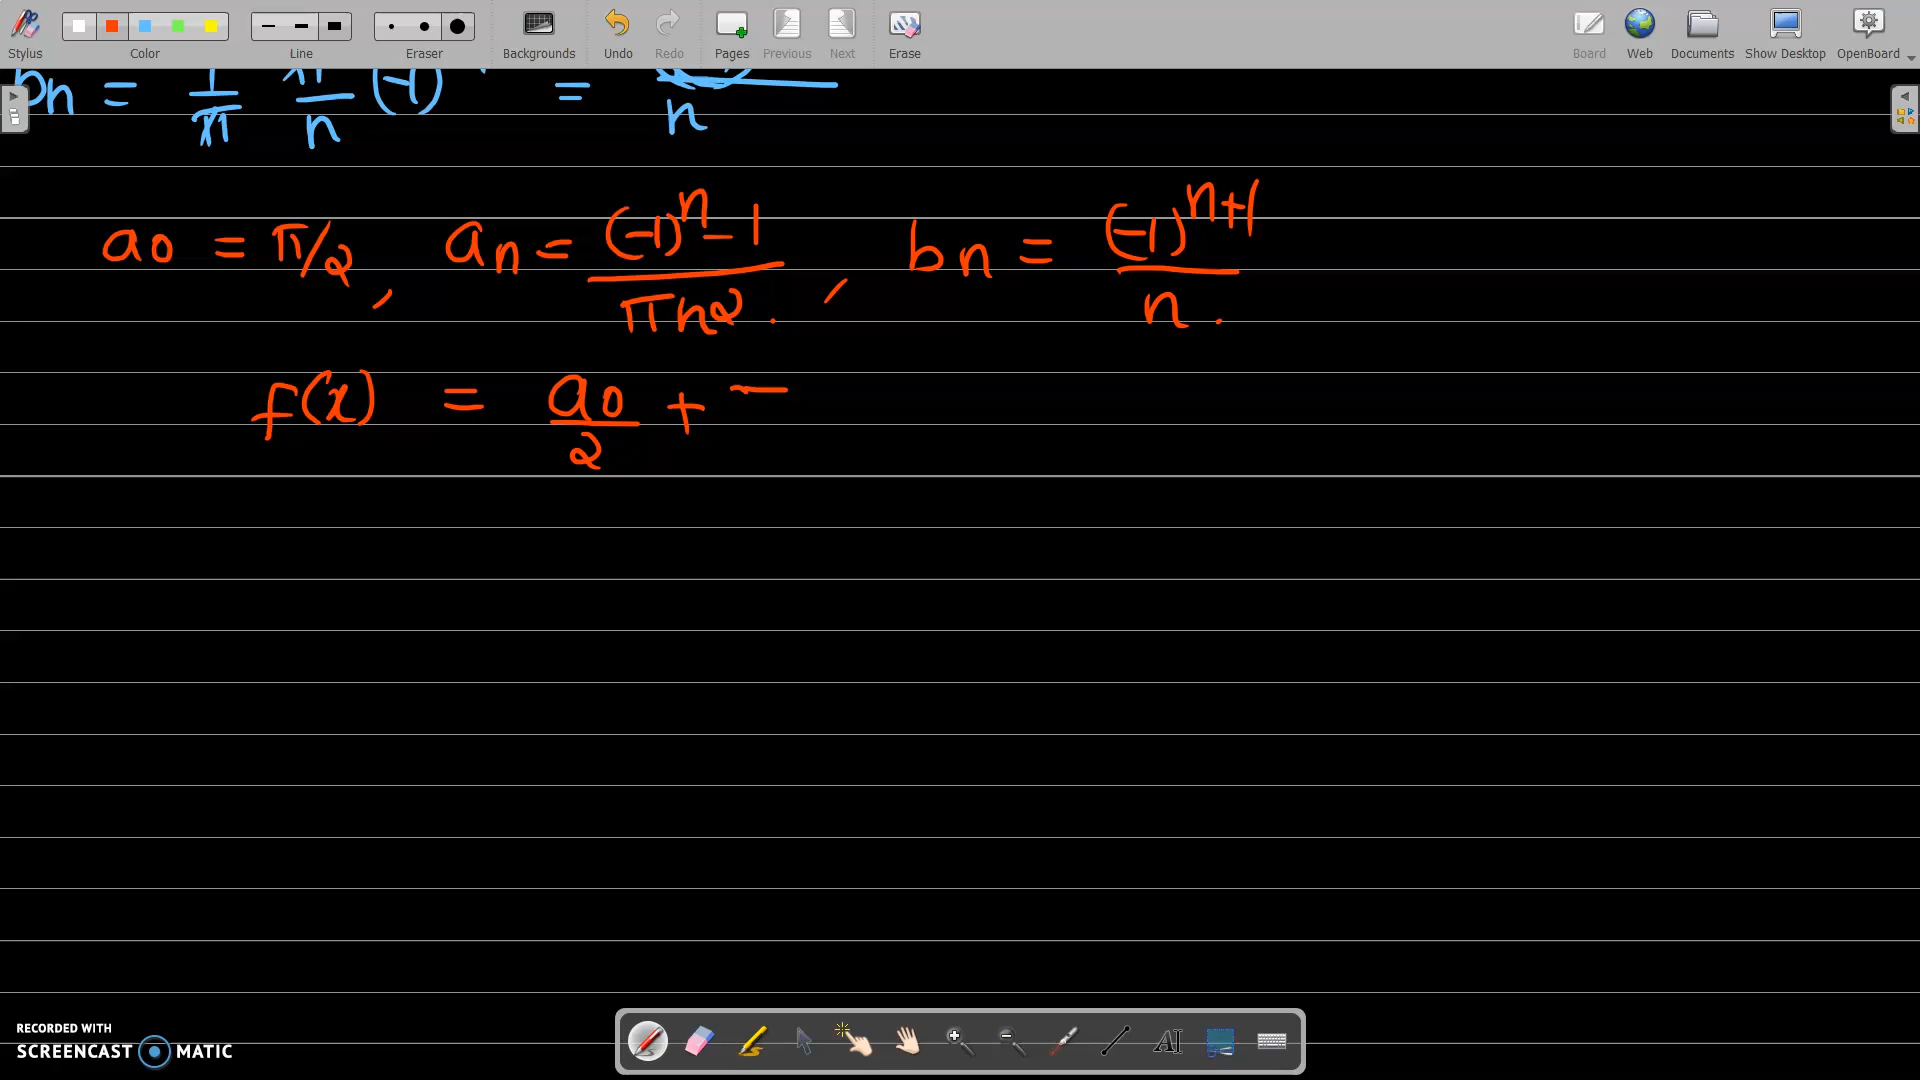 Stylus Color Line Eraser Backgrounds Undo Redo Pages Previous Next Erase Board Web Documents Show Desktop OpenBoard
bn = 1/π π/n (-1) = /n
a0 = π/2, an = (-1)^n - 1 / πn2. , bn = (-1)^n+1 / n.
f(x) = a0/2 +
RECORDED WITH
SCREENCAST MATIC